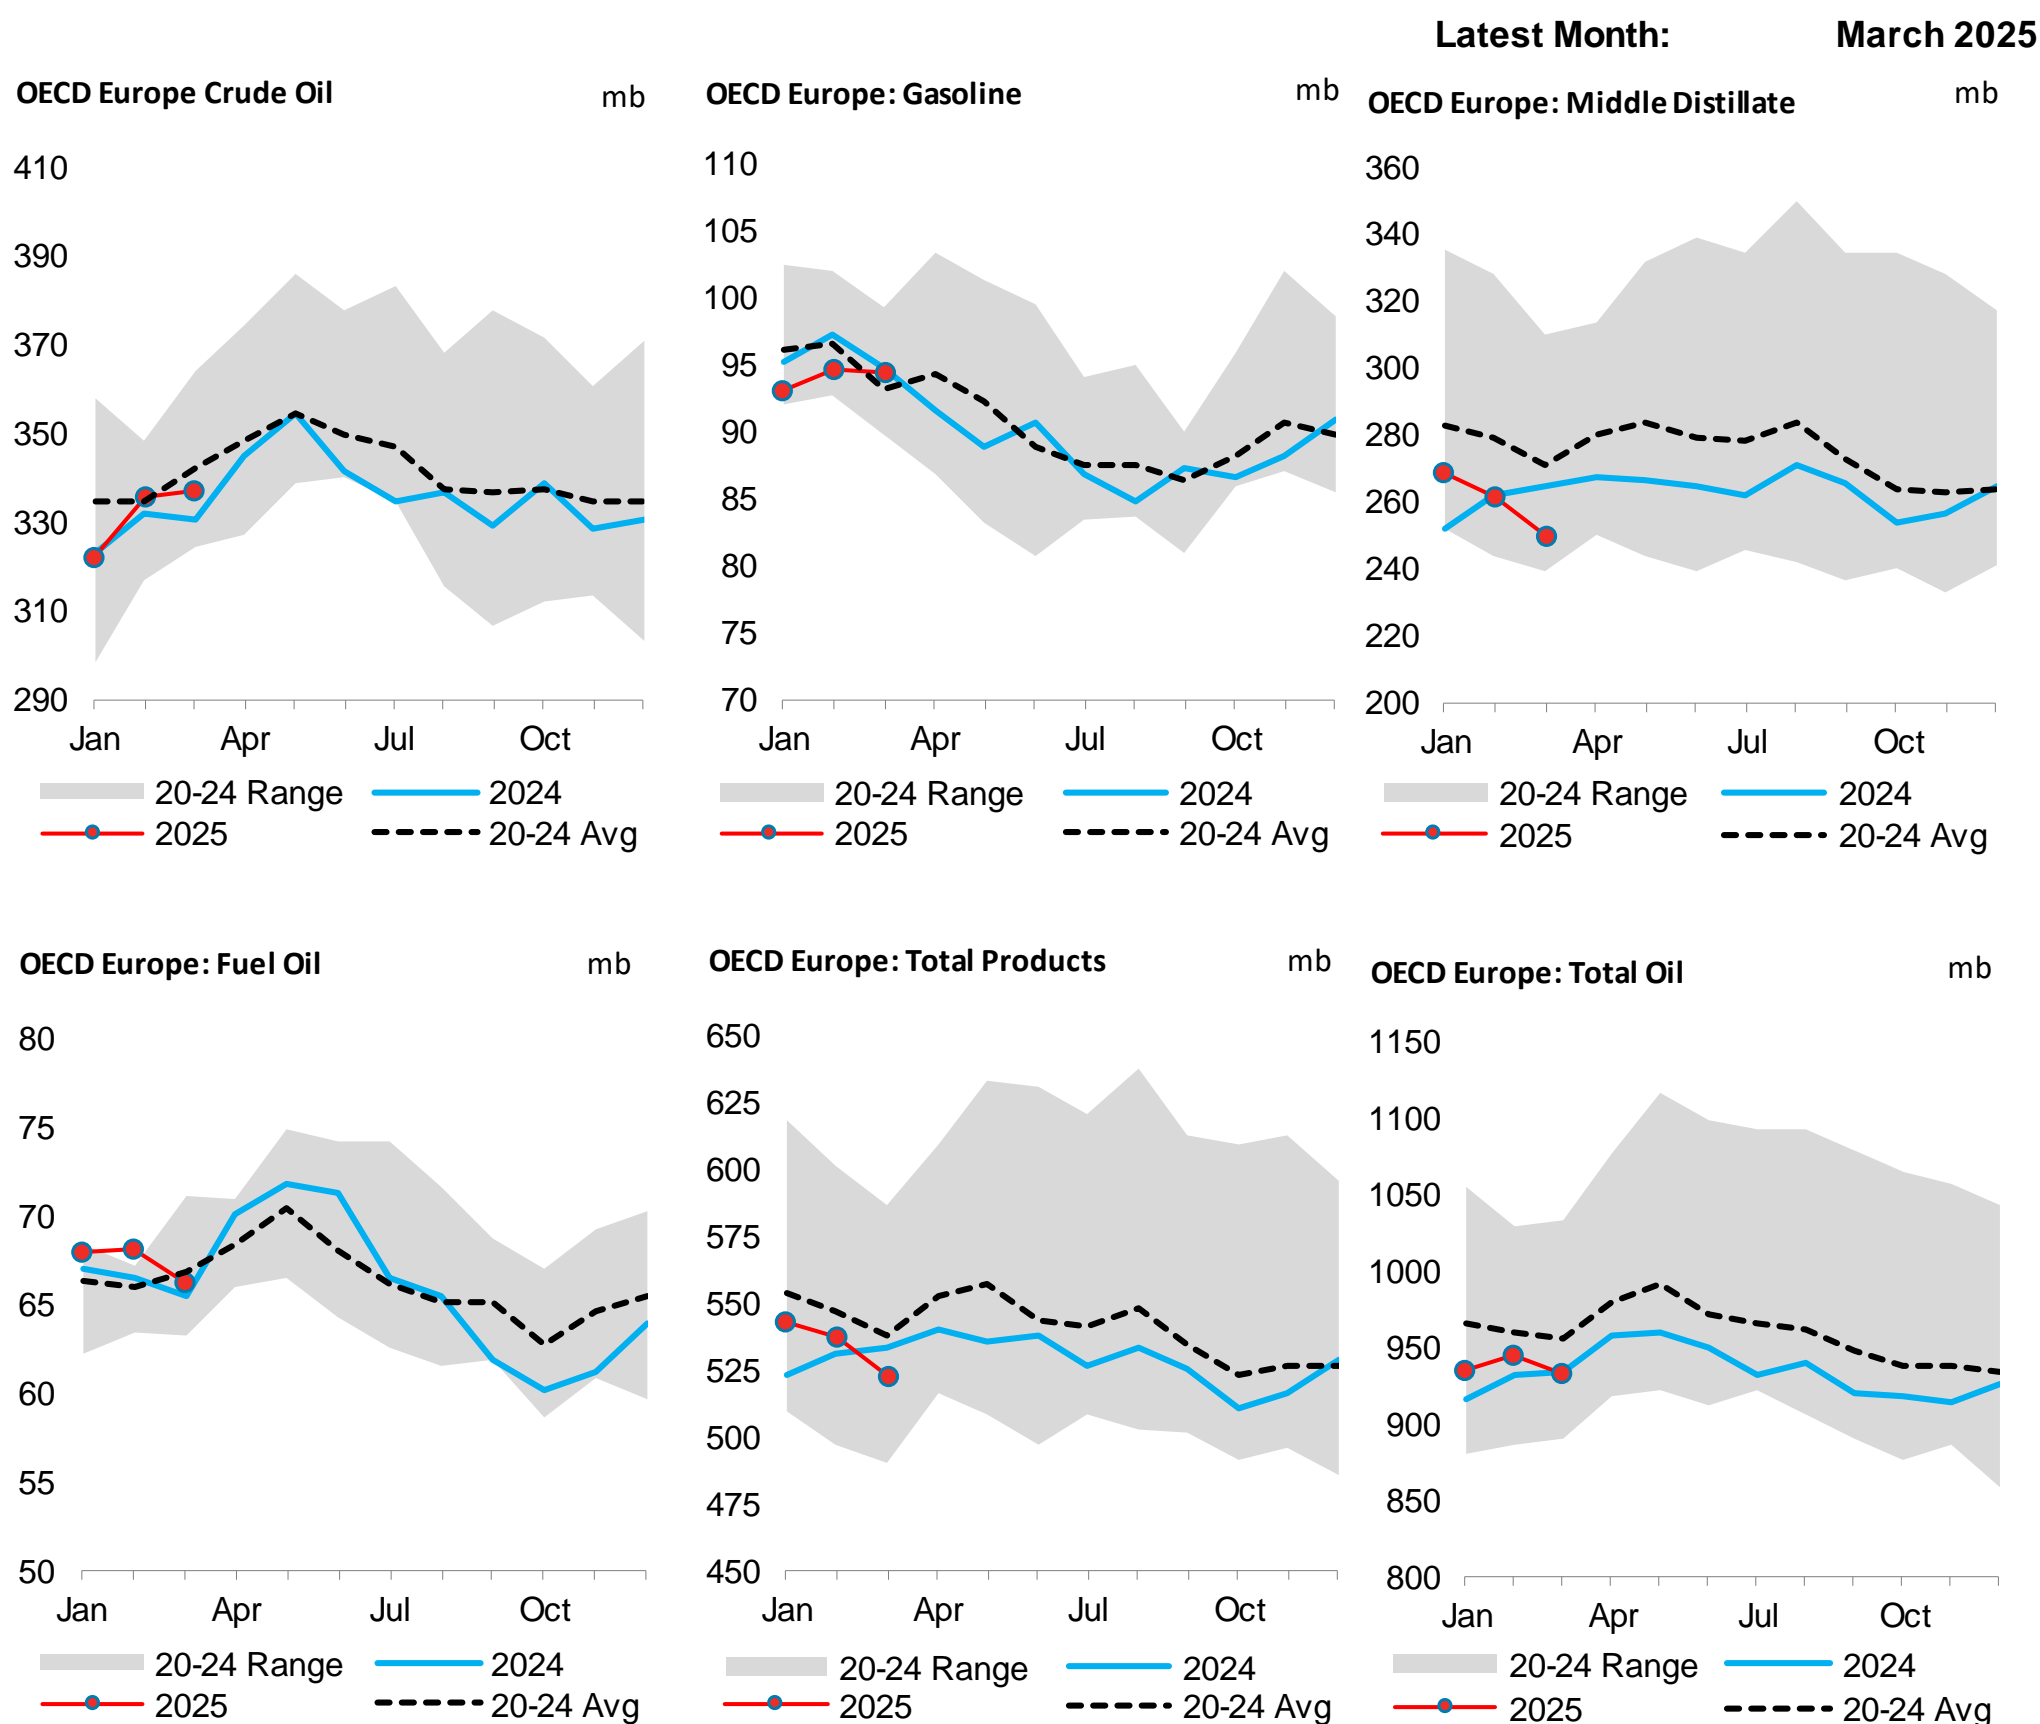 Latest Month: March 2025
OECD Europe Crude Oil mb
410
390
370
350
330
310
290
Jan Apr Jul Oct
20-24 Range 2024
2025 20-24 Avg
OECD Europe: Gasoline mb
110
105
100
95
90
85
80
75
70
Jan Apr Jul Oct
20-24 Range 2024
2025 20-24 Avg
OECD Europe: Middle Distillate mb
360
340
320
300
280
260
240
220
200
Jan Apr Jul Oct
20-24 Range 2024
2025 20-24 Avg
OECD Europe: Fuel Oil mb
80
75
70
65
60
55
50
Jan Apr Jul Oct
20-24 Range 2024
2025 20-24 Avg
OECD Europe: Total Products mb
650
625
600
575
550
525
500
475
450
Jan Apr Jul Oct
20-24 Range 2024
2025 20-24 Avg
OECD Europe: Total Oil mb
1150
1100
1050
1000
950
900
850
800
Jan Apr Jul Oct
20-24 Range 2024
2025 20-24 Avg